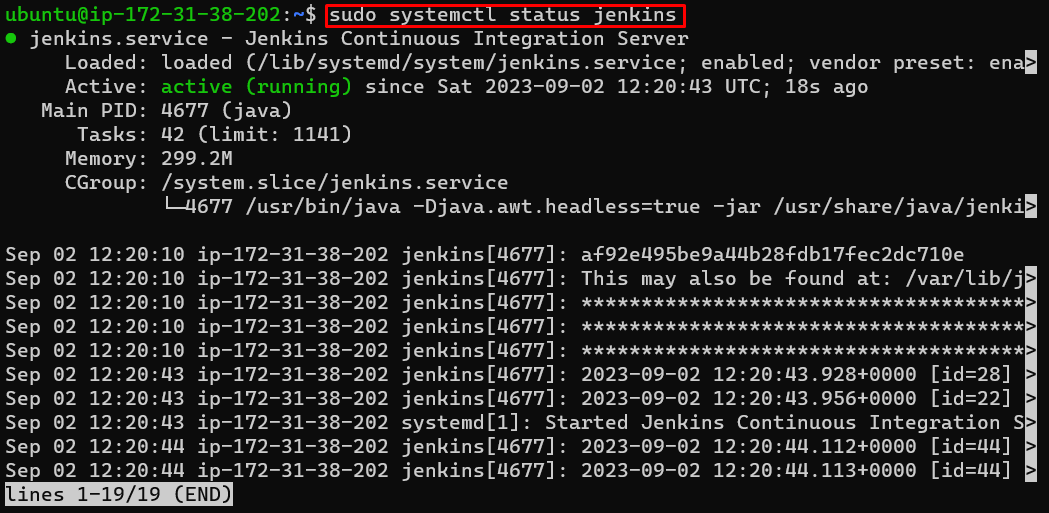 ubuntu@ip-172-31-38-202:~$ sudo systemctl status jenkins
● jenkins.service - Jenkins Continuous Integration Server
     Loaded: loaded (/lib/systemd/system/jenkins.service; enabled; vendor preset: ena>
     Active: active (running) since Sat 2023-09-02 12:20:43 UTC; 18s ago
   Main PID: 4677 (java)
      Tasks: 42 (limit: 1141)
     Memory: 299.2M
     CGroup: /system.slice/jenkins.service
             └─4677 /usr/bin/java -Djava.awt.headless=true -jar /usr/share/java/jenki>

Sep 02 12:20:10 ip-172-31-38-202 jenkins[4677]: af92e495be9a44b28fdb17fec2dc710e
Sep 02 12:20:10 ip-172-31-38-202 jenkins[4677]: This may also be found at: /var/lib/j>
Sep 02 12:20:10 ip-172-31-38-202 jenkins[4677]: *************************************>
Sep 02 12:20:10 ip-172-31-38-202 jenkins[4677]: *************************************>
Sep 02 12:20:10 ip-172-31-38-202 jenkins[4677]: *************************************>
Sep 02 12:20:43 ip-172-31-38-202 jenkins[4677]: 2023-09-02 12:20:43.928+0000 [id=28] >
Sep 02 12:20:43 ip-172-31-38-202 jenkins[4677]: 2023-09-02 12:20:43.956+0000 [id=22] >
Sep 02 12:20:43 ip-172-31-38-202 systemd[1]: Started Jenkins Continuous Integration S>
Sep 02 12:20:44 ip-172-31-38-202 jenkins[4677]: 2023-09-02 12:20:44.112+0000 [id=44] >
Sep 02 12:20:44 ip-172-31-38-202 jenkins[4677]: 2023-09-02 12:20:44.113+0000 [id=44] >
lines 1-19/19 (END)